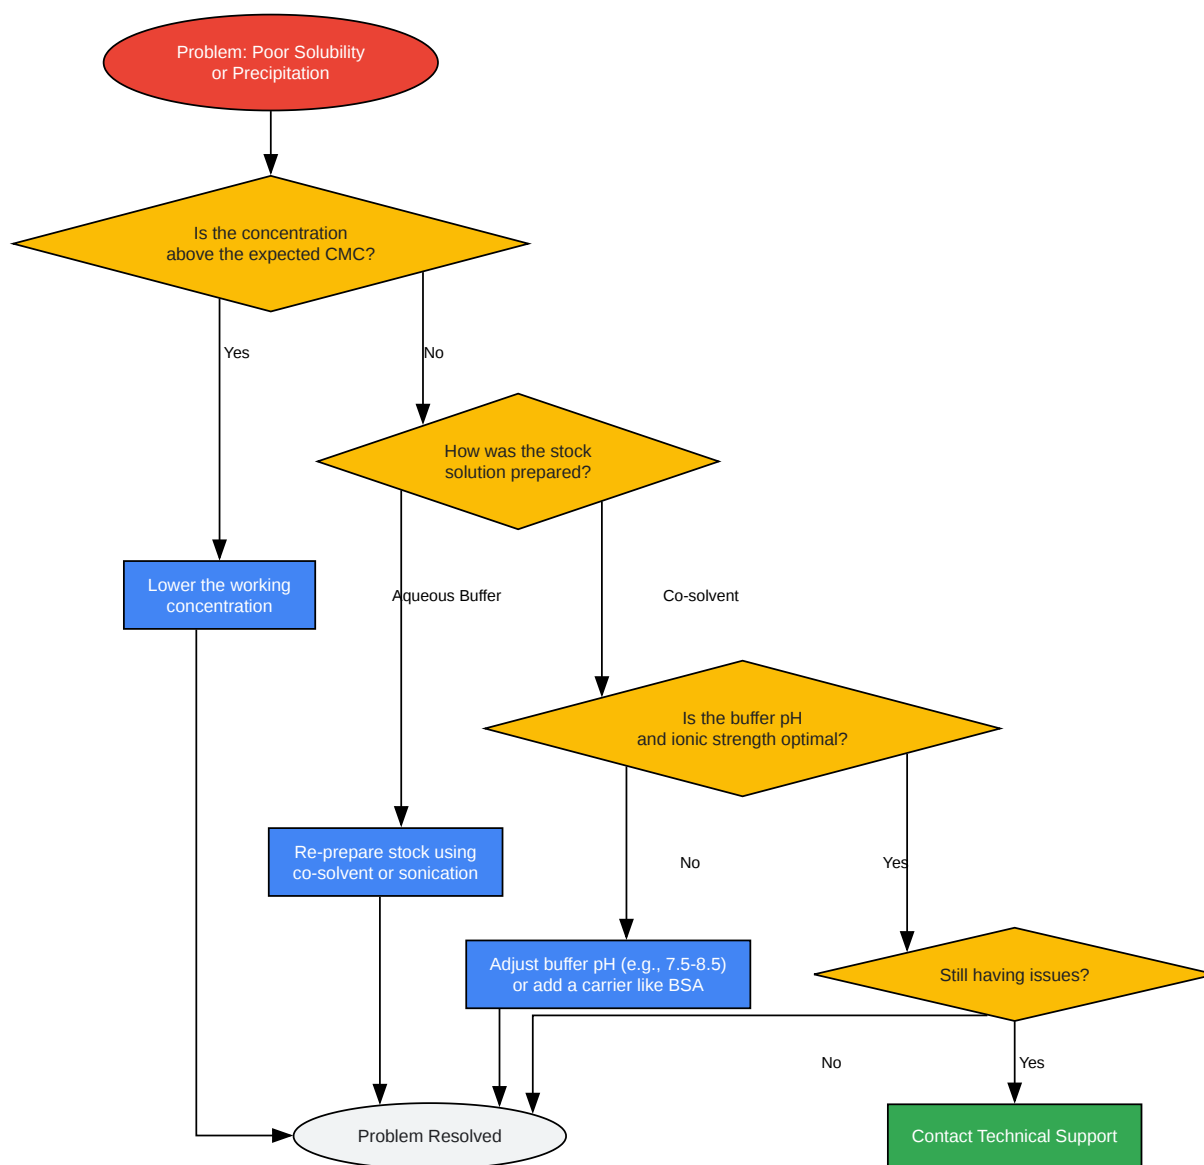 Problem: Poor Solubility
or Precipitation
Is the concentration
above the expected CMC?
Yes
No
How was the stock
solution prepared?
Lower the working
concentration
Aqueous Buffer
Co-solvent
Is the buffer pH
and ionic strength optimal?
Re-prepare stock using
co-solvent or sonication
No
Yes
Adjust buffer pH (e.g., 7.5-8.5)
or add a carrier like BSA
Still having issues?
No
Yes
Problem Resolved
Contact Technical Support